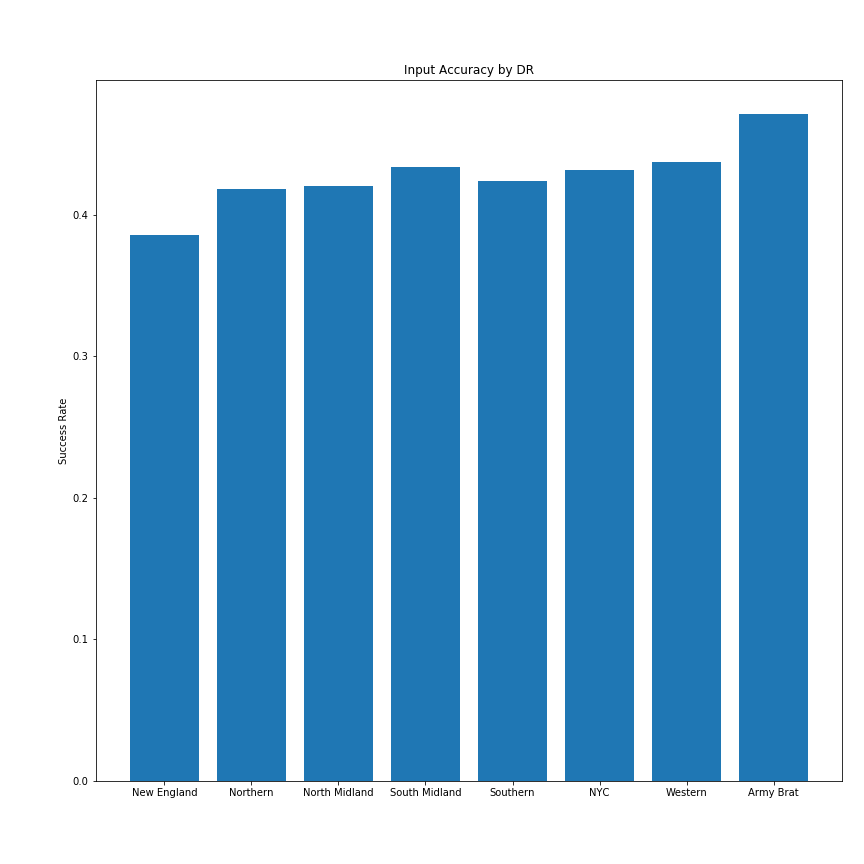 Input Accuracy by DR
Success Rate
0.4
0.3
0.2
0.1
0.0
New England Northern North Midland South Midland Southern NYC Western Army Brat